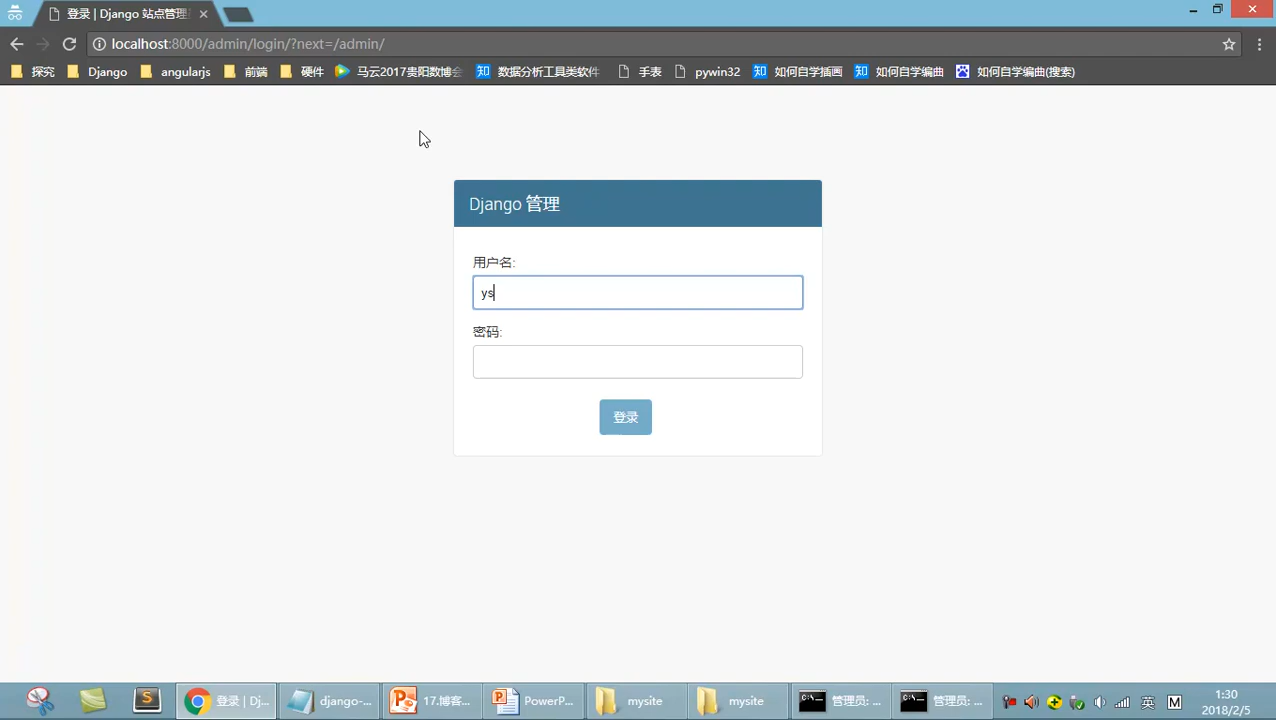 登录 | Django 站点管理
localhost:8000/admin/login/?next=/admin/
探究 Django angularjs 前端 硬件 马云2017贵阳数博会 数据分析工具类软件 手表 pywin32 如何自学插画 如何自学编曲 如何自学编曲(搜索)
Django 管理
用户名:
ys
密码:
登录
登录 | Dj... django-... 17.博客... PowerP... mysite mysite 管理员: ... 管理员: ... 英 M 1:30
2018/2/5